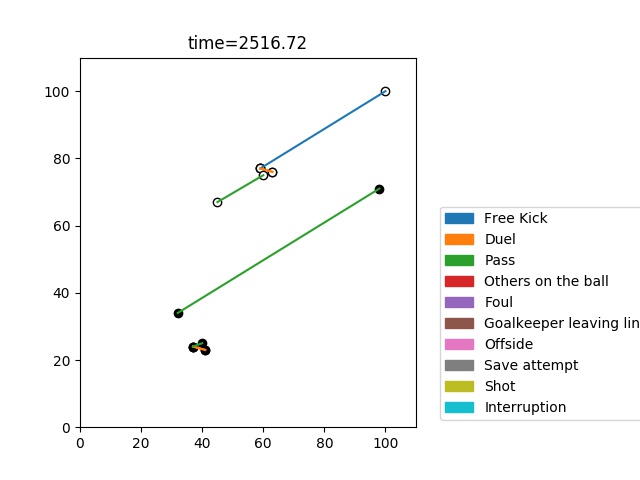 time=2516.72
100
80
60
40
20
0
0 20 40 60 80 100
Free Kick
Duel
Pass
Others on the ball
Foul
Goalkeeper leaving lin
Offside
Save attempt
Shot
Interruption